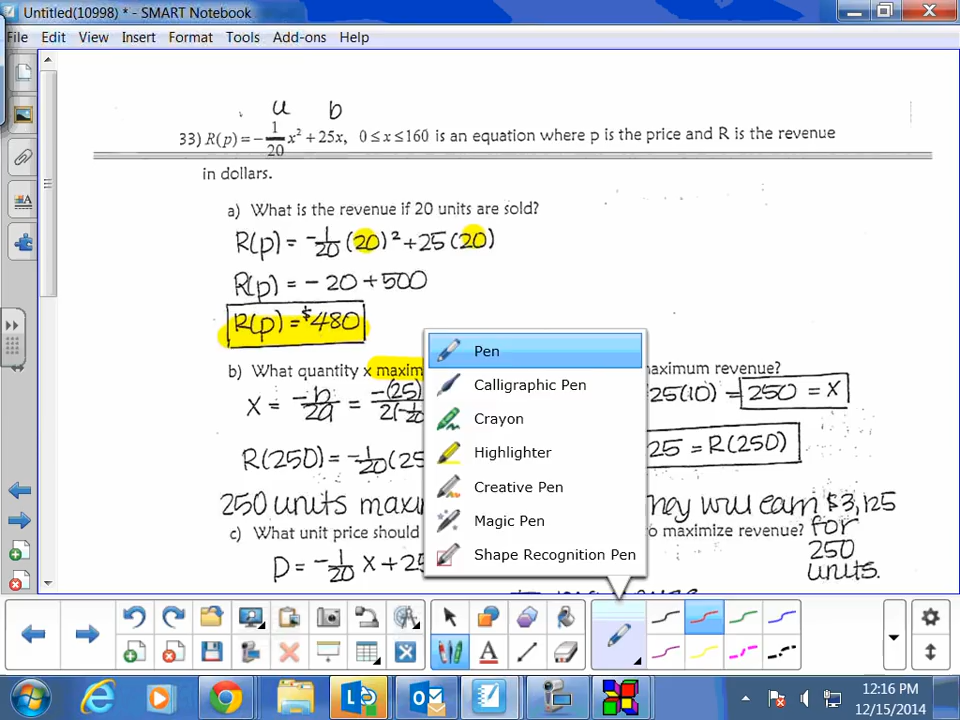 Untitled(10998) * - SMART Notebook
File Edit View Insert Format Tools Add-ons Help
a b
33) R(p) = -1/20 x² + 25x, 0 ≤ x ≤ 160 is an equation where p is the price and R is the revenue
in dollars.
a) What is the revenue if 20 units are sold?
R(p) = -1/20 (20)² + 25(20)
R(p) = - 20 + 500
R(p) = $480
b) What quantity x maxim
maximum revenue?
X = -b/2a = -(25)/2(-1/20
25(10) = 250 = X
R(250) = -1/20(25
25 = R(250)
250 units maxi
They will earn $3,125
for
250
units.
c) What unit price should
to maximize revenue?
p = -1/20 x + 25
Pen
Calligraphic Pen
Crayon
Highlighter
Creative Pen
Magic Pen
Shape Recognition Pen
12:16 PM
12/15/2014